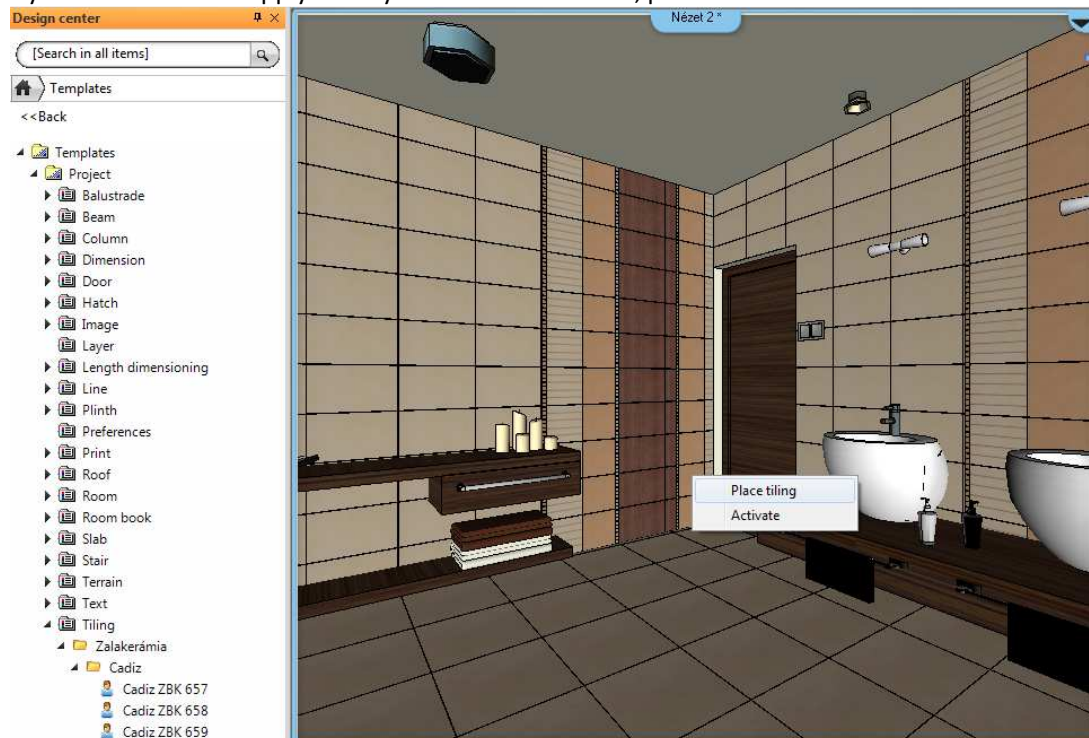 Design center
[Search in all items]
Templates
<<Back
Templates
Project
Balustrade
Beam
Column
Dimension
Door
Hatch
Image
Layer
Length dimensioning
Line
Plinth
Preferences
Print
Roof
Room
Room book
Slab
Stair
Terrain
Text
Tiling
Zalakerámia
Cadiz
Cadiz ZBK 657
Cadiz ZBK 658
Cadiz ZBK 659
Nézet 2 *
Place tiling
Activate